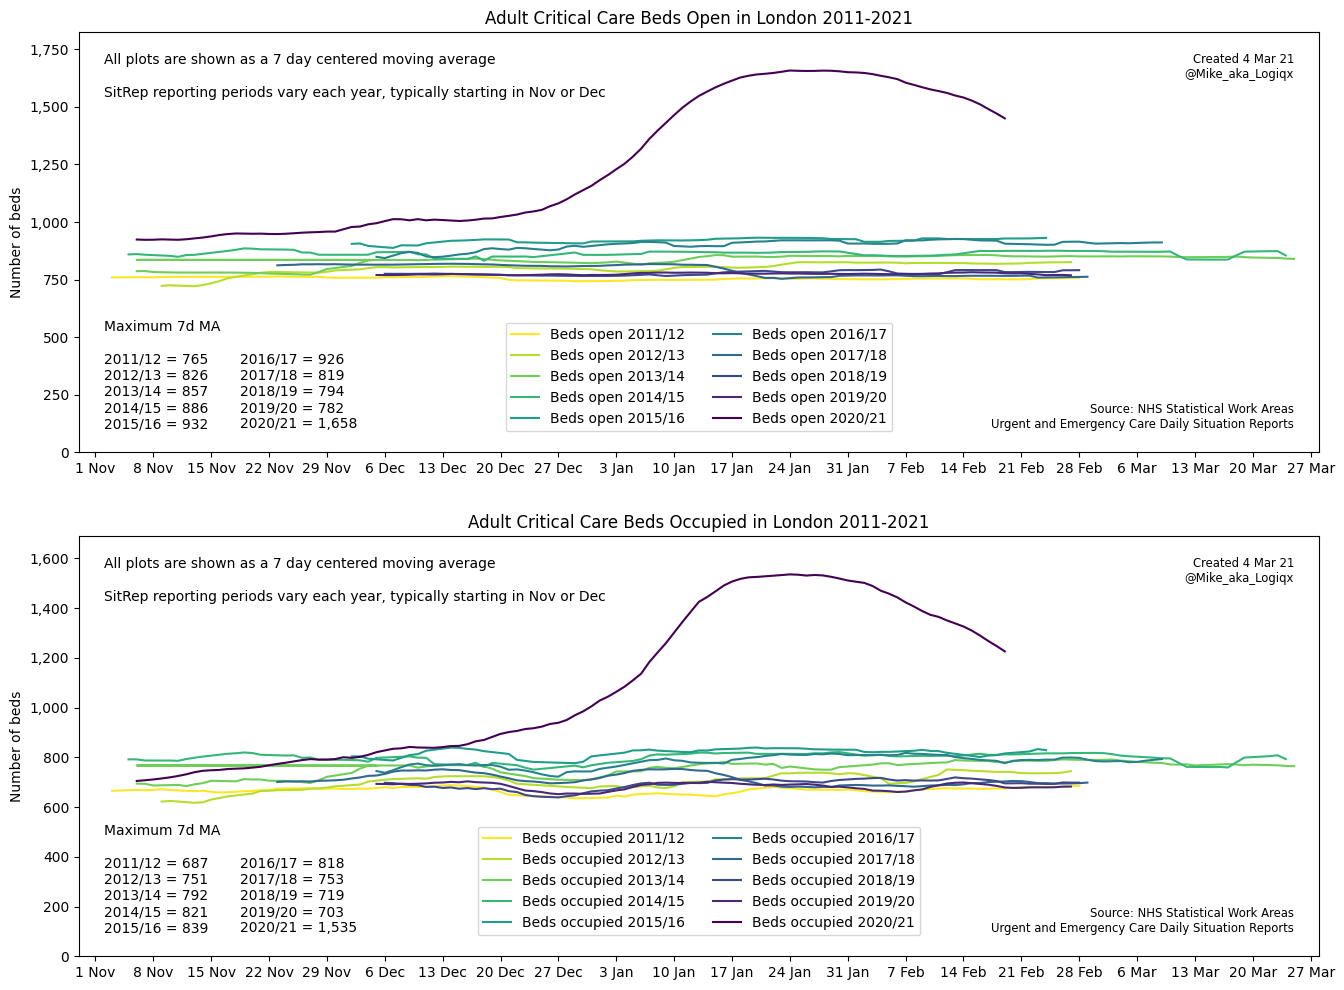 Adult Critical Care Beds Open in London 2011-2021
All plots are shown as a 7 day centered moving average
SitRep reporting periods vary each year, typically starting in Nov or Dec
Created 4 Mar 21
@Mike_aka_Logiqx
Number of beds
1,750
1,500
1,250
1,000
750
500
250
0
Maximum 7d MA
2011/12 = 765 2016/17 = 926
2012/13 = 826 2017/18 = 819
2013/14 = 857 2018/19 = 794
2014/15 = 886 2019/20 = 782
2015/16 = 932 2020/21 = 1,658
Beds open 2011/12 Beds open 2016/17
Beds open 2012/13 Beds open 2017/18
Beds open 2013/14 Beds open 2018/19
Beds open 2014/15 Beds open 2019/20
Beds open 2015/16 Beds open 2020/21
Source: NHS Statistical Work Areas
Urgent and Emergency Care Daily Situation Reports
1 Nov 8 Nov 15 Nov 22 Nov 29 Nov 6 Dec 13 Dec 20 Dec 27 Dec 3 Jan 10 Jan 17 Jan 24 Jan 31 Jan 7 Feb 14 Feb 21 Feb 28 Feb 6 Mar 13 Mar 20 Mar 27 Mar
Adult Critical Care Beds Occupied in London 2011-2021
All plots are shown as a 7 day centered moving average
SitRep reporting periods vary each year, typically starting in Nov or Dec
Created 4 Mar 21
@Mike_aka_Logiqx
Number of beds
1,600
1,400
1,200
1,000
800
600
400
200
0
Maximum 7d MA
2011/12 = 687 2016/17 = 818
2012/13 = 751 2017/18 = 753
2013/14 = 792 2018/19 = 719
2014/15 = 821 2019/20 = 703
2015/16 = 839 2020/21 = 1,535
Beds occupied 2011/12 Beds occupied 2016/17
Beds occupied 2012/13 Beds occupied 2017/18
Beds occupied 2013/14 Beds occupied 2018/19
Beds occupied 2014/15 Beds occupied 2019/20
Beds occupied 2015/16 Beds occupied 2020/21
Source: NHS Statistical Work Areas
Urgent and Emergency Care Daily Situation Reports
1 Nov 8 Nov 15 Nov 22 Nov 29 Nov 6 Dec 13 Dec 20 Dec 27 Dec 3 Jan 10 Jan 17 Jan 24 Jan 31 Jan 7 Feb 14 Feb 21 Feb 28 Feb 6 Mar 13 Mar 20 Mar 27 Mar